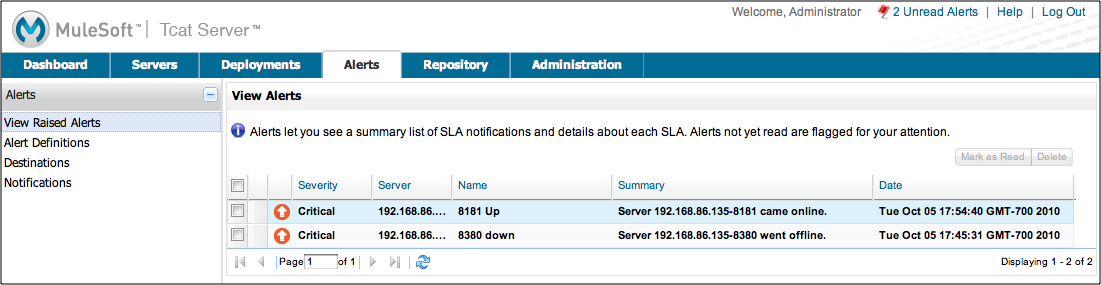 Welcome, Administrator 2 Unread Alerts | Help | Log Out
MuleSoft™ | Tcat Server™
Dashboard Servers Deployments Alerts Repository Administration
Alerts
View Raised Alerts
Alert Definitions
Destinations
Notifications
View Alerts
Alerts let you see a summary list of SLA notifications and details about each SLA. Alerts not yet read are flagged for your attention.
Mark as Read Delete
Severity Server Name Summary Date
Critical 192.168.86.... 8181 Up Server 192.168.86.135-8181 came online. Tue Oct 05 17:54:40 GMT-700 2010
Critical 192.168.86.... 8380 down Server 192.168.86.135-8380 went offline. Tue Oct 05 17:45:31 GMT-700 2010
Page 1 of 1 Displaying 1 - 2 of 2